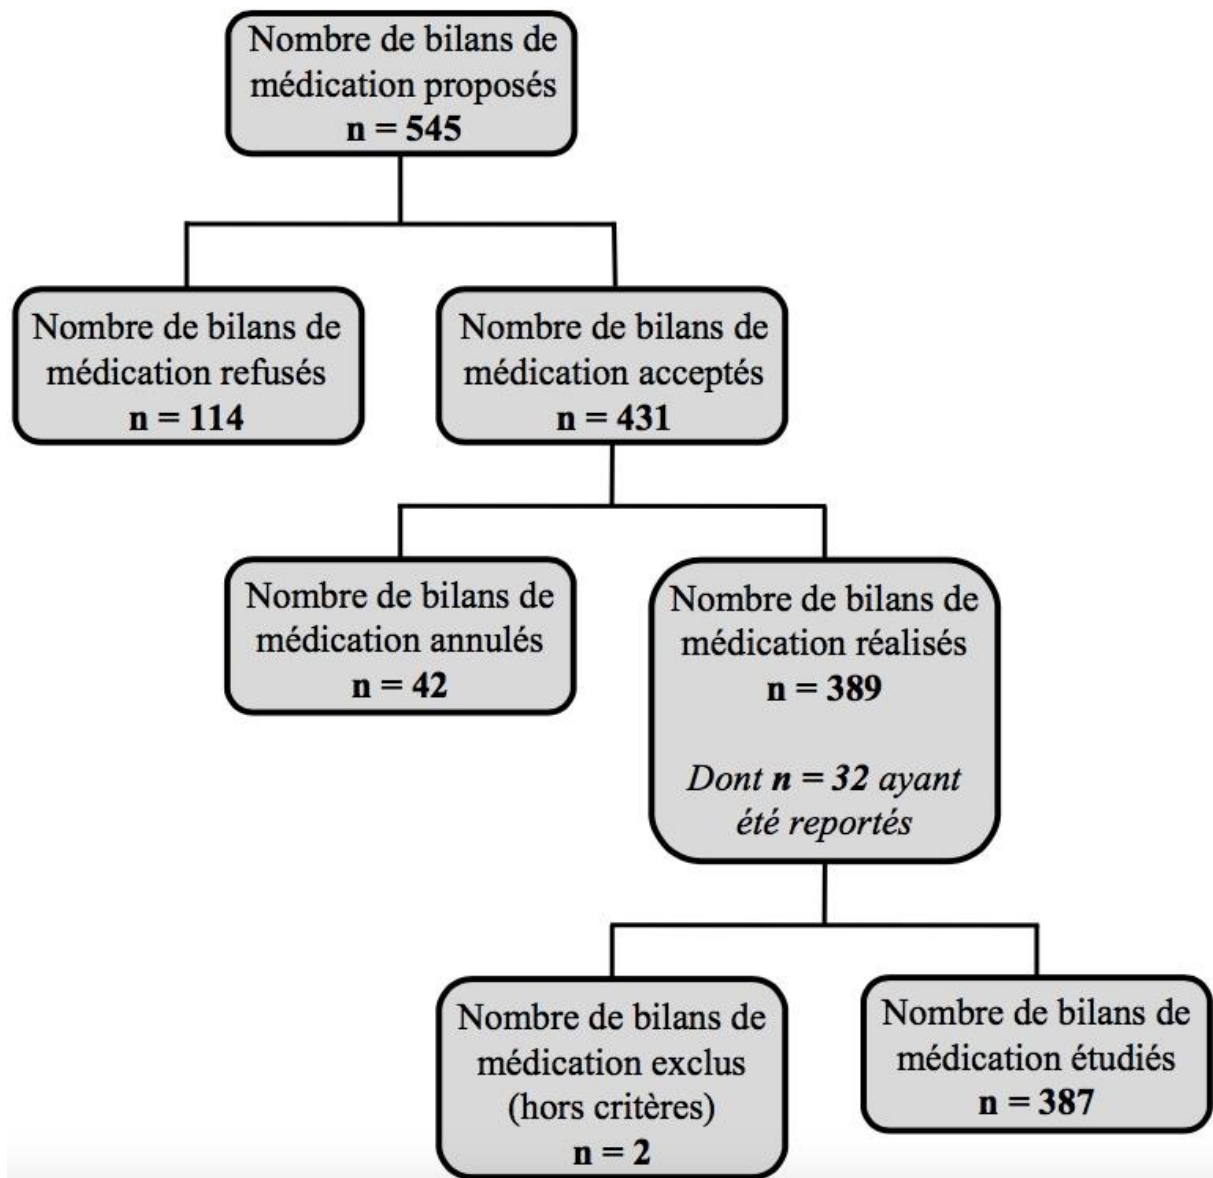 Nombre de bilans de
médication proposés
n = 545
Nombre de bilans de
médication refusés
n = 114
Nombre de bilans de
médication acceptés
n = 431
Nombre de bilans de
médication annulés
n = 42
Nombre de bilans de
médication réalisés
n = 389
Dont n = 32 ayant
été reportés
Nombre de bilans de
médication exclus
(hors critères)
n = 2
Nombre de bilans de
médication étudiés
n = 387